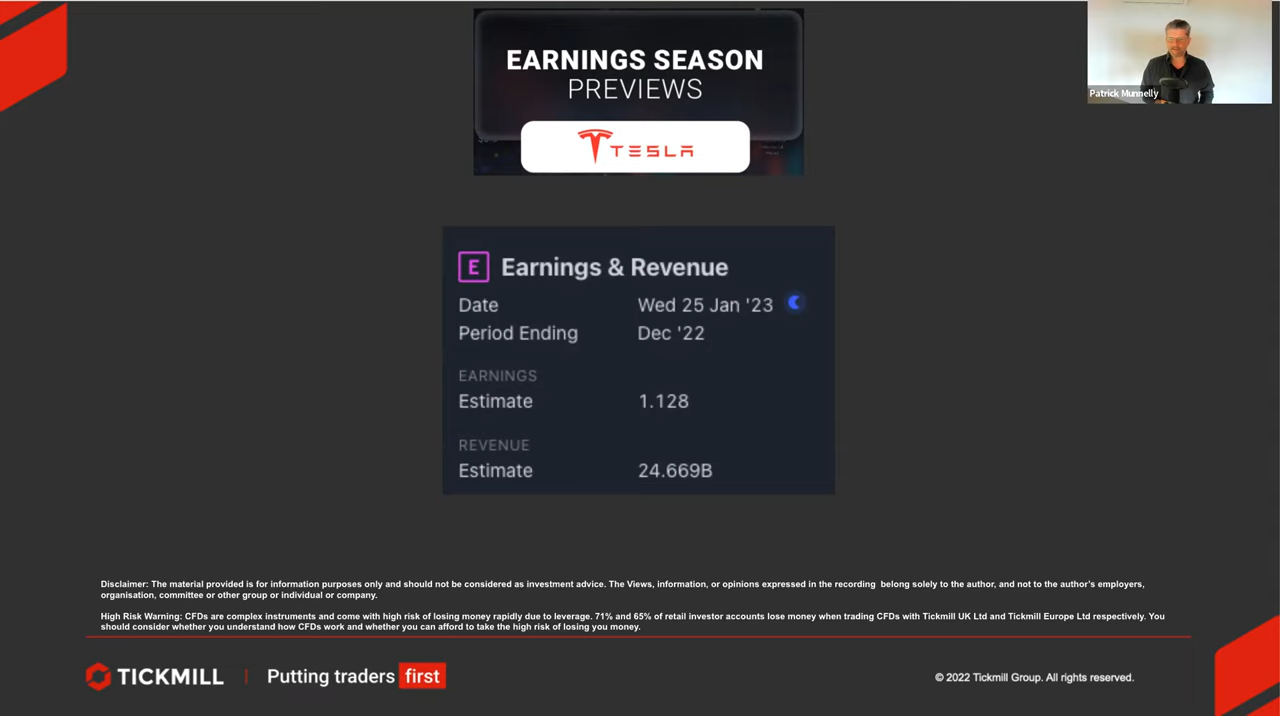 EARNINGS SEASON
PREVIEWS
TESLA
Patrick Munnelly
E Earnings & Revenue
Date Wed 25 Jan '23
Period Ending Dec '22
EARNINGS
Estimate 1.128
REVENUE
Estimate 24.669B
Disclaimer: The material provided is for information purposes only and should not be considered as investment advice. The Views, information, or opinions expressed in the recording belong solely to the author, and not to the author's employers,
organisation, committee or other group or individual or company.
High Risk Warning: CFDs are complex instruments and come with high risk of losing money rapidly due to leverage. 71% and 65% of retail investor accounts lose money when trading CFDs with Tickmill UK Ltd and Tickmill Europe Ltd respectively. You
should consider whether you understand how CFDs work and whether you can afford to take the high risk of losing you money.
TICKMILL | Putting traders first
© 2022 Tickmill Group. All rights reserved.